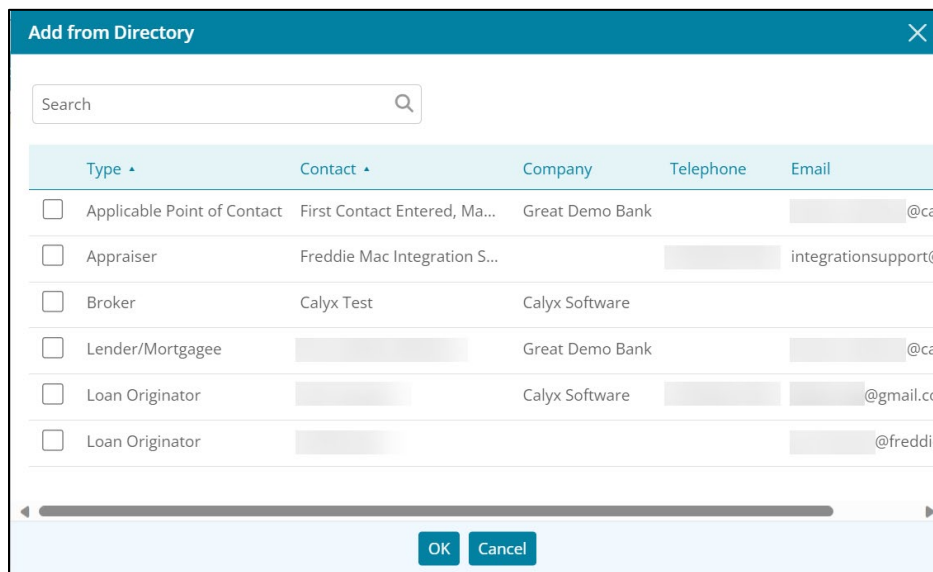 Add from Directory
Search
Type Contact Company Telephone Email
Applicable Point of Contact First Contact Entered, Ma... Great Demo Bank @ca
Appraiser Freddie Mac Integration S... integrationsupport@
Broker Calyx Test Calyx Software
Lender/Mortgagee Great Demo Bank @ca
Loan Originator Calyx Software @gmail.co
Loan Originator @freddi
OK Cancel